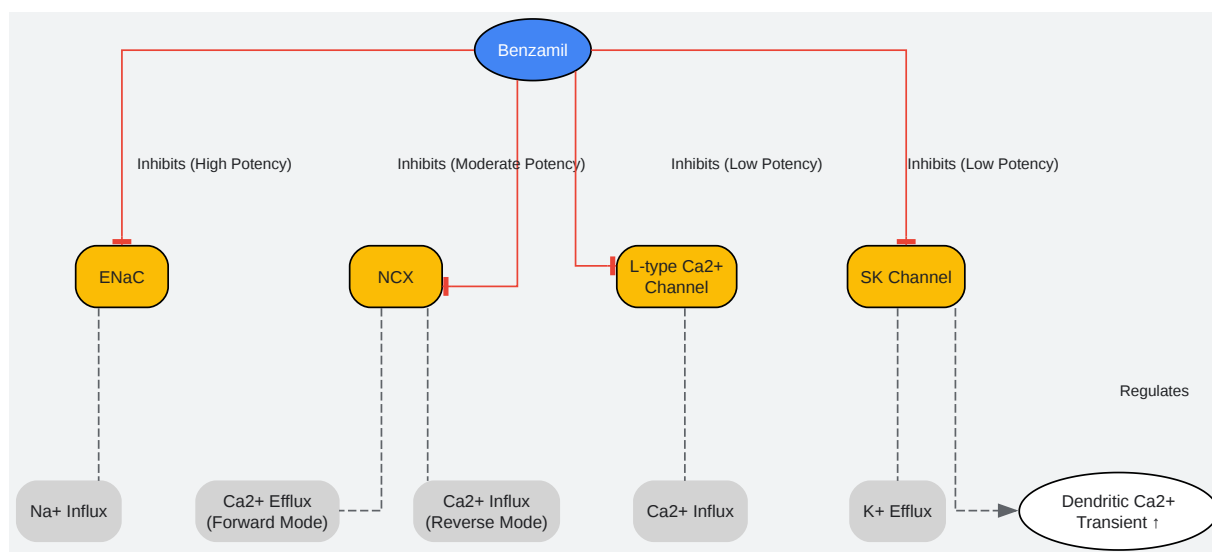 Benzamil
Inhibits (High Potency)
Inhibits (Moderate Potency)
Inhibits (Low Potency)
Inhibits (Low Potency)
ENaC
NCX
L-type Ca2+
Channel
SK Channel
Regulates
Na+ Influx
Ca2+ Efflux
(Forward Mode)
Ca2+ Influx
(Reverse Mode)
Ca2+ Influx
K+ Efflux
Dendritic Ca2+
Transient ↑